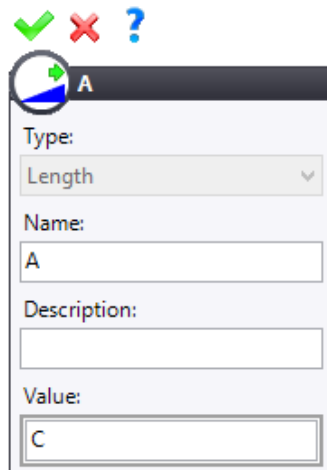 A
Type:
Length
Name:
A
Description:
Value:
C